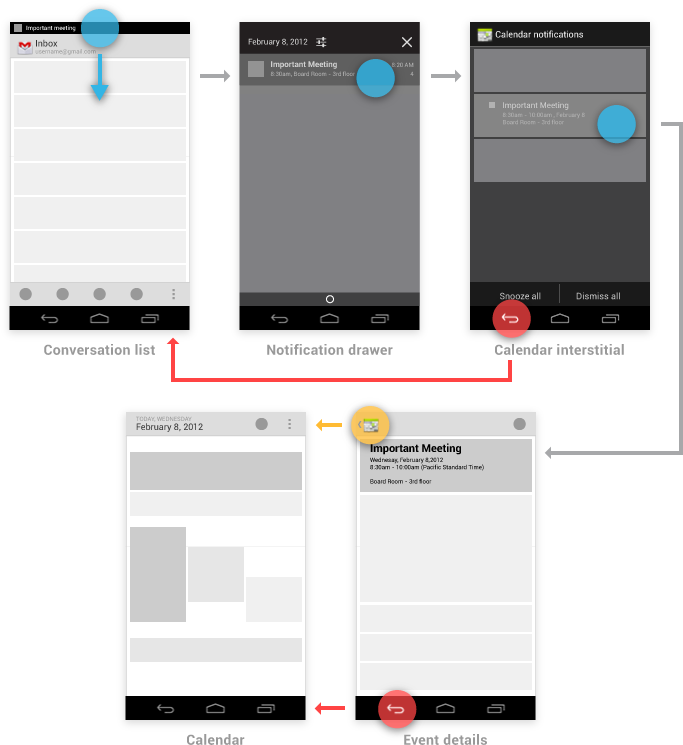 Important meeting
Inbox
username@gmail.com
Conversation list
February 8, 2012
Important Meeting
8:20 AM
8:30am, Board Room - 3rd floor
4
Notification drawer
Calendar notifications
Important Meeting
8:30am - 10:00am, February 8
Board Room - 3rd floor
Snooze all
Dismiss all
Calendar interstitial
TODAY, WEDNESDAY
February 8, 2012
Calendar
Important Meeting
Wednesay, February 8,2012
8:30am - 10:00am (Pacific Standard Time)
Board Room - 3rd floor
Event details